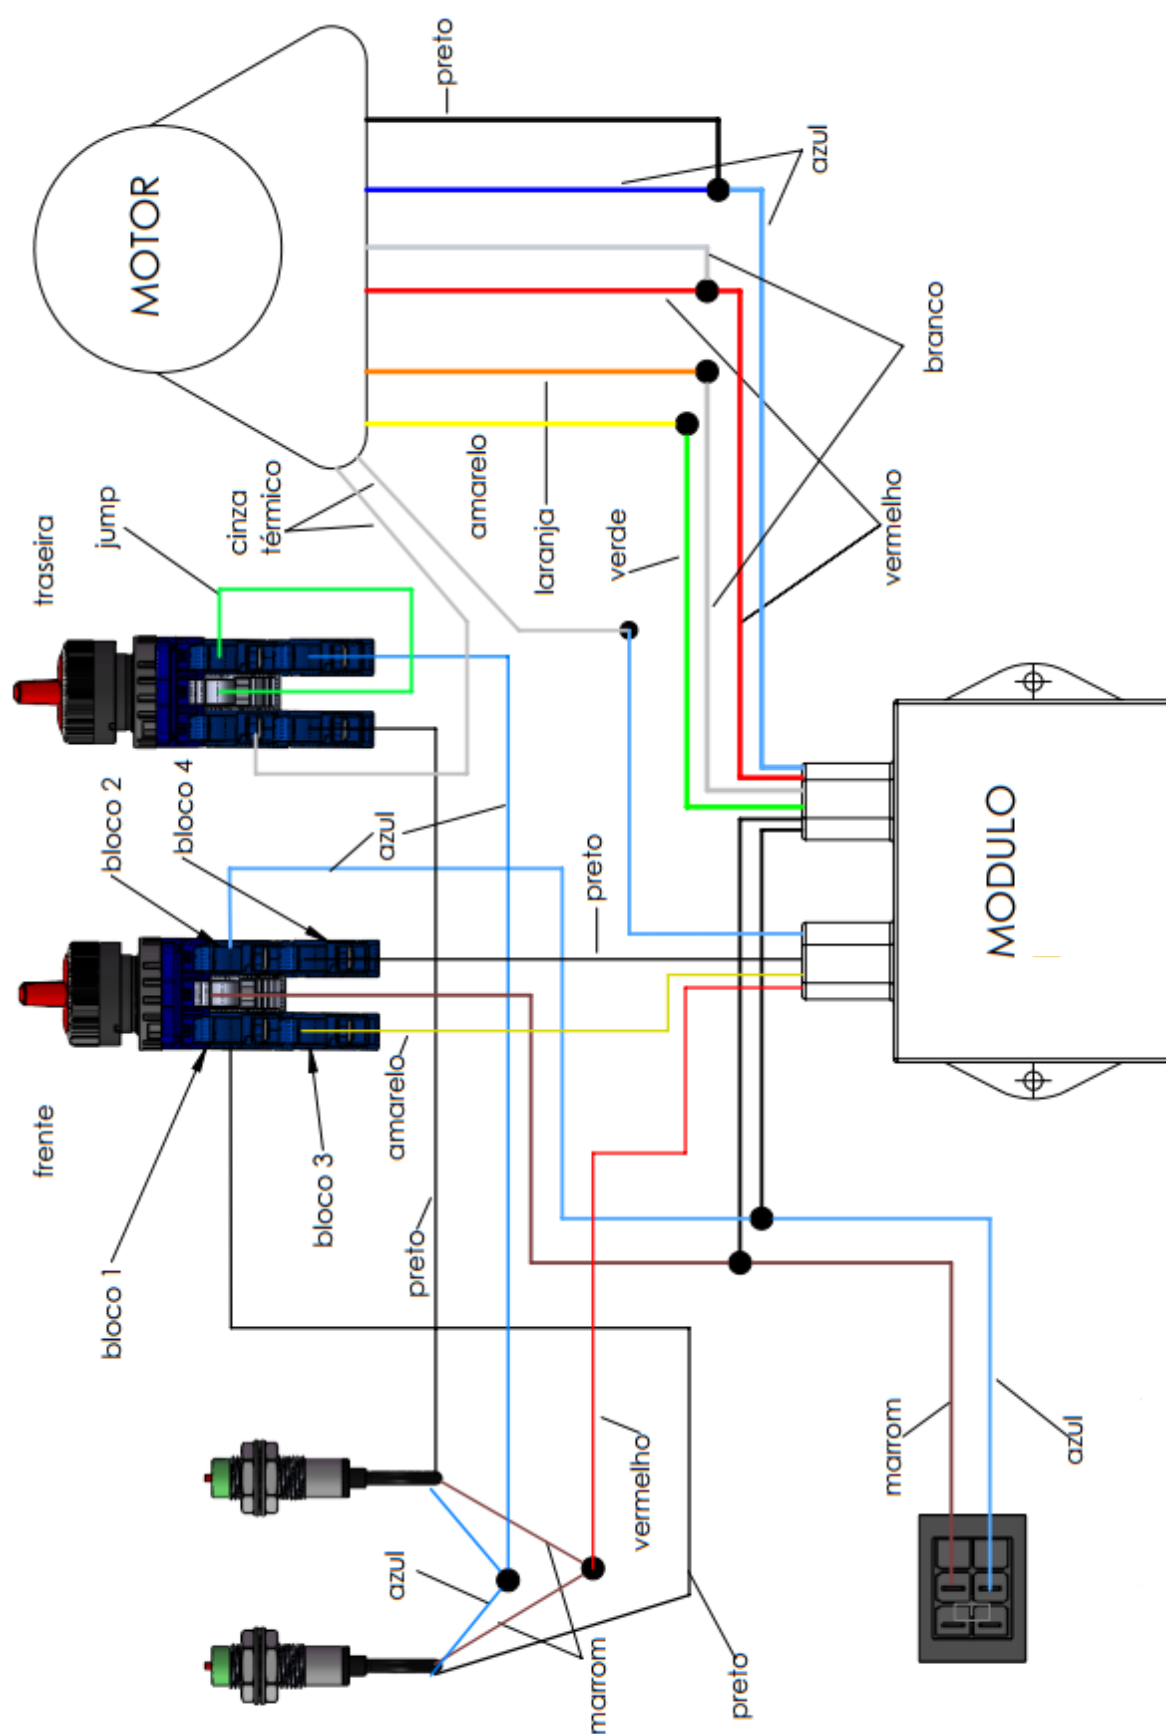 MOTOR
preto
azul
branco
vermelho
verde
laranja
amarelo
cinza
térmico
jump
traseira
bloco 2
bloco 4
azul
preto
MODULO
frente
bloco 1
bloco 3
amarelo
preto
vermelho
azul
marrom
preto
marrom
azul